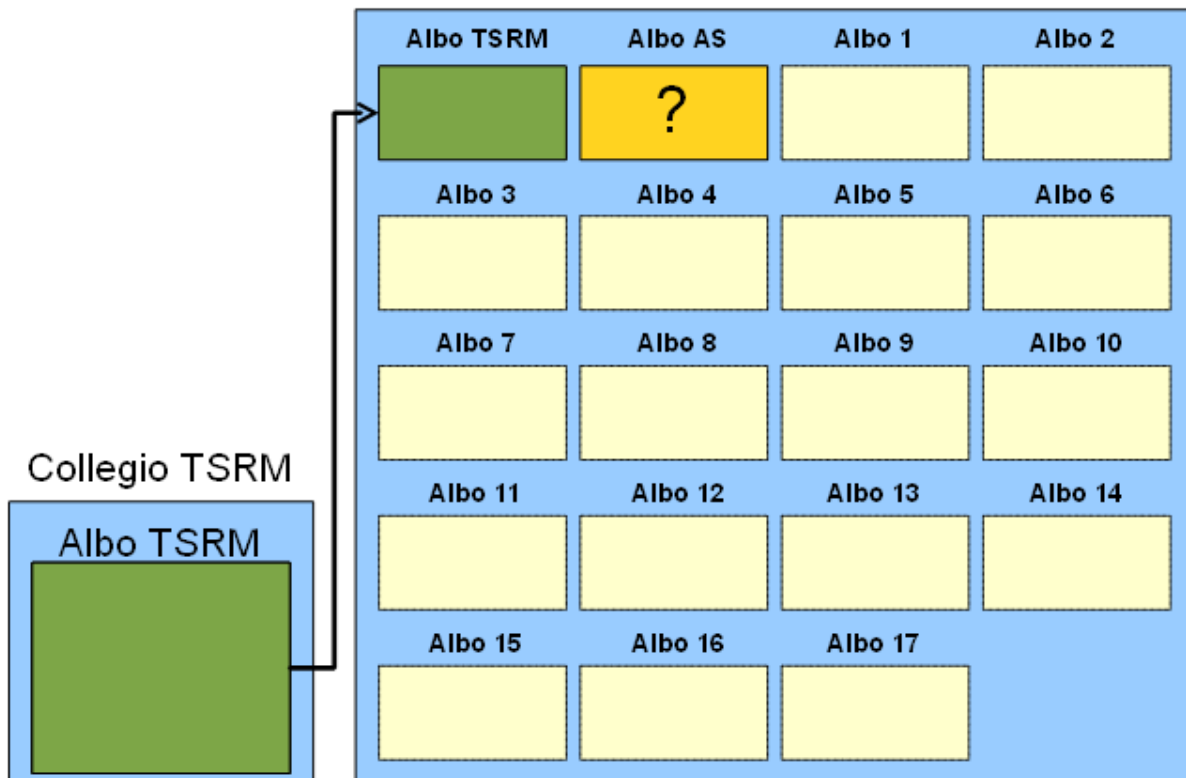 Albo TSRM Albo AS Albo 1 Albo 2
?
Albo 3 Albo 4 Albo 5 Albo 6
Albo 7 Albo 8 Albo 9 Albo 10
Albo 11 Albo 12 Albo 13 Albo 14
Albo 15 Albo 16 Albo 17
Collegio TSRM
Albo TSRM